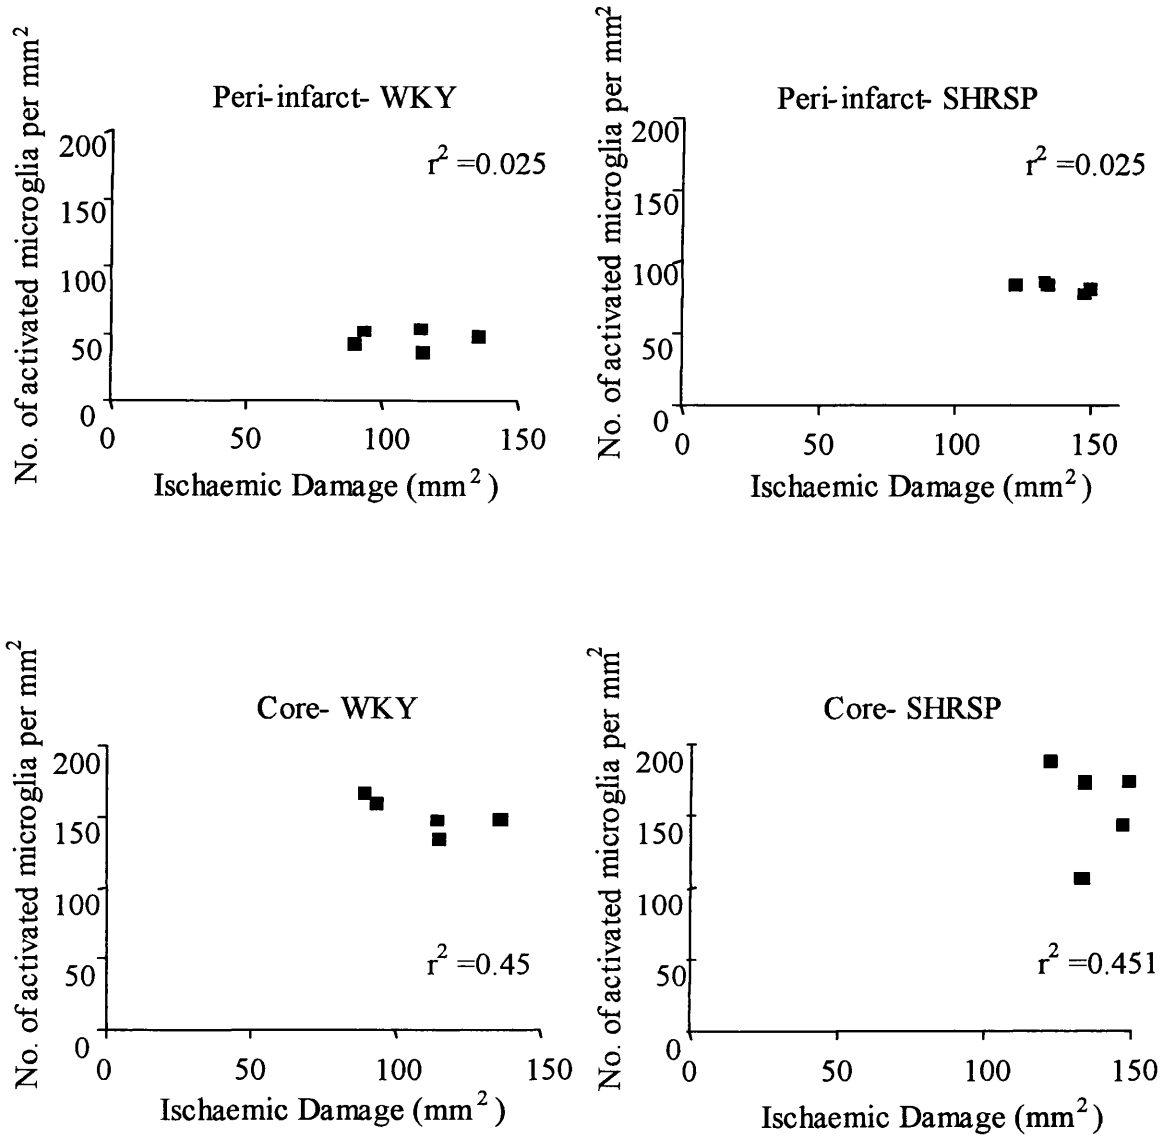 Peri-infarct- WKY
r² =0.025
No. of activated microglia per mm²
200
150
100
50
0
0 50 100 150
Ischaemic Damage (mm²)
Peri-infarct- SHRSP
r² =0.025
No. of activated microglia per mm²
200
150
100
50
0
0 50 100 150
Ischaemic Damage (mm²)
Core- WKY
No. of activated microglia per mm²
200
150
100
50
0
r² =0.45
0 50 100 150
Ischaemic Damage (mm²)
Core- SHRSP
No. of activated microglia per mm²
200
150
100
50
0
r² =0.451
0 50 100 150
Ischaemic Damage (mm²)